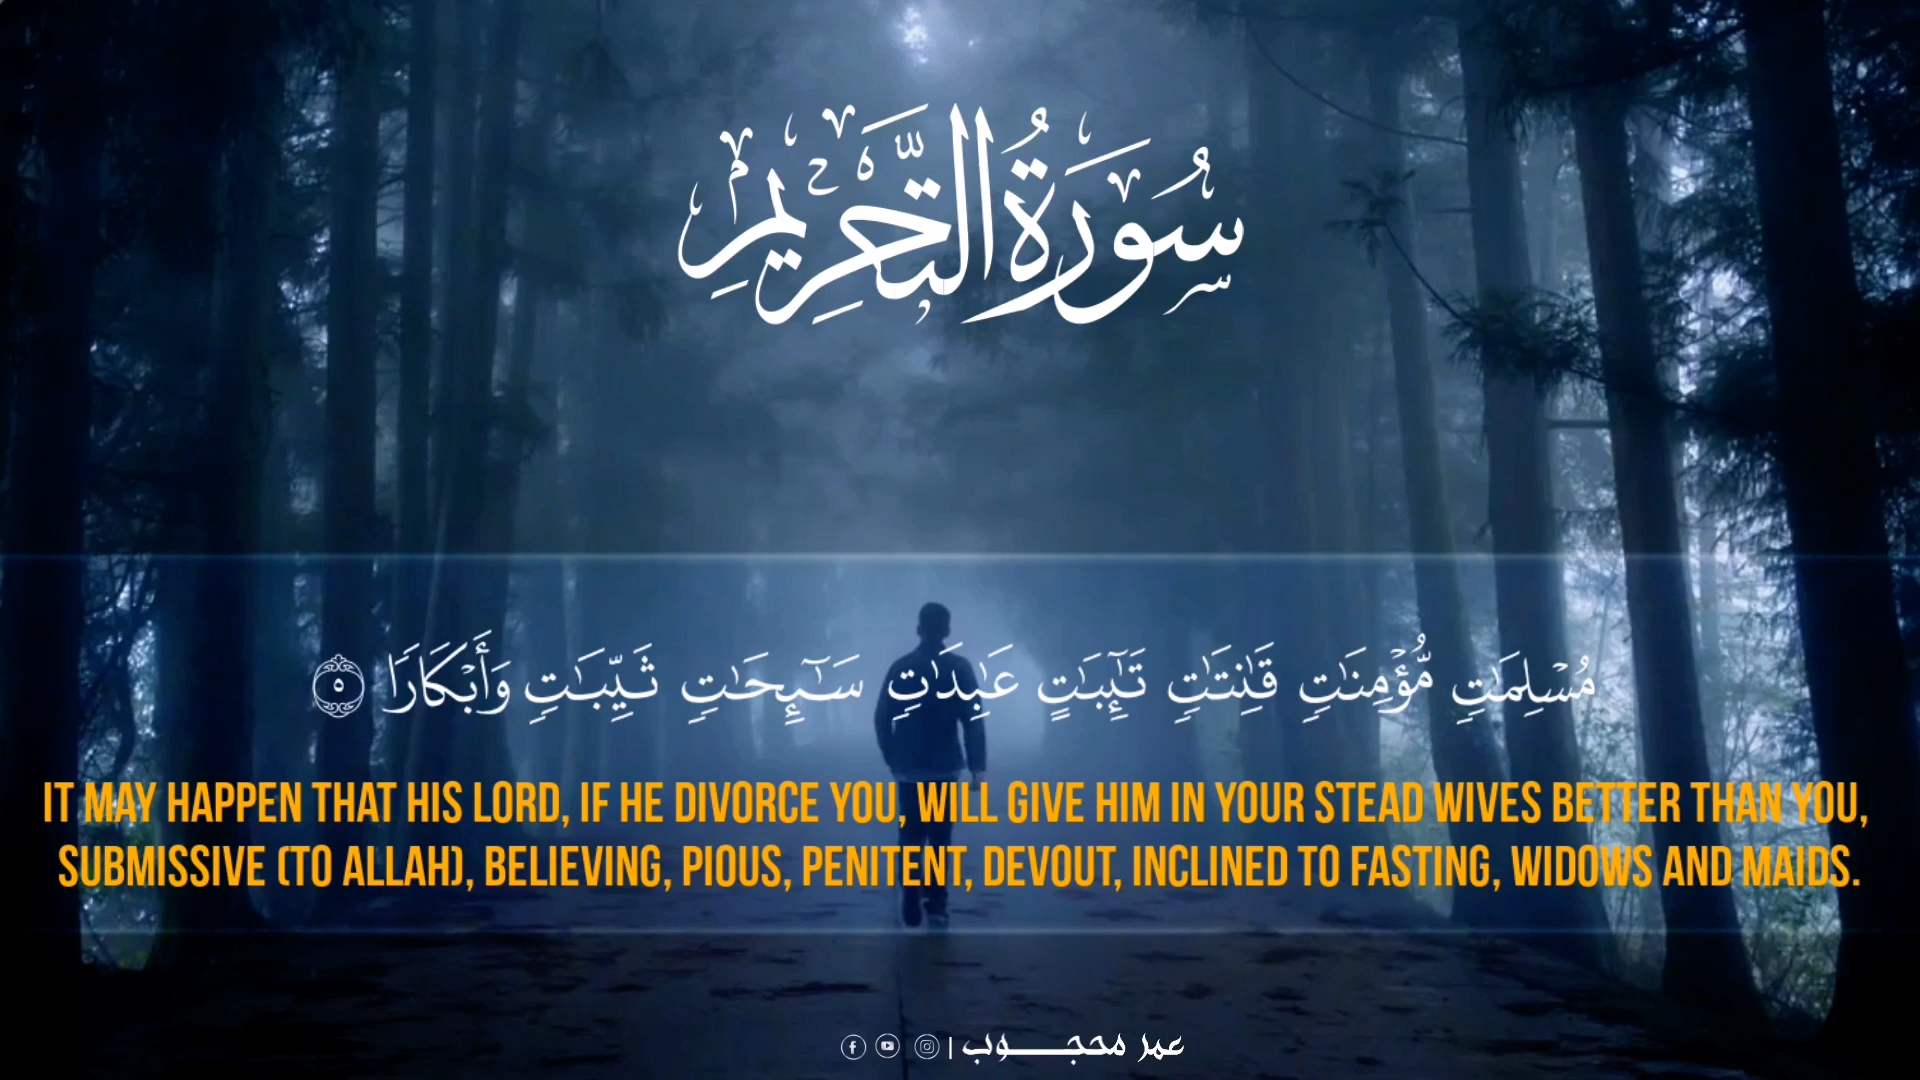 سُورَةُ التَّحْرِيمِ
مُسْلِمَٰتٍ مُّؤْمِنَٰتٍ قَٰنِتَٰتٍ تَٰٓئِبَٰتٍ عَٰبِدَٰتٍ سَٰٓئِحَٰتٍ ثَيِّبَٰتٍ وَأَبْكَارًا ٥
IT MAY HAPPEN THAT HIS LORD, IF HE DIVORCE YOU, WILL GIVE HIM IN YOUR STEAD WIVES BETTER THAN YOU,
SUBMISSIVE (TO ALLAH), BELIEVING, PIOUS, PENITENT, DEVOUT, INCLINED TO FASTING, WIDOWS AND MAIDS.
عمر محجـــوب |